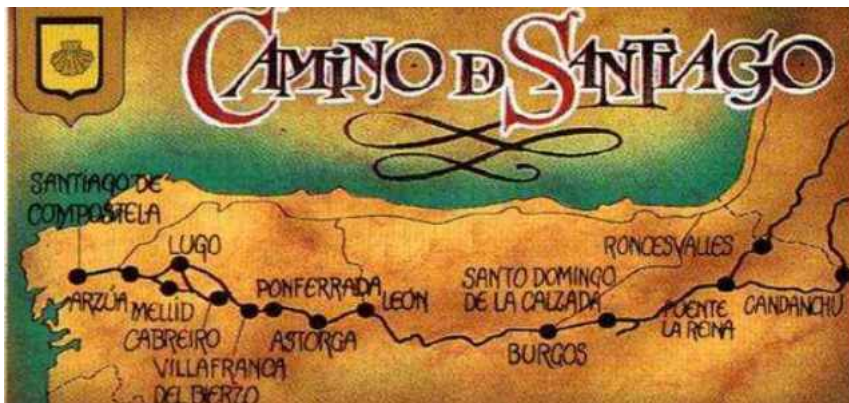 CAMINO DE SANTIAGO
SANTIAGO DE
COMPOSTELA
LUGO
RONCESVALLES
ARZÚA
MELLID
CABREIRO
VILLAFRANCA
DEL BIERZO
PONFERRADA
ASTORGA
LEÓN
SANTO DOMINGO
DE LA CALZADA
BURGOS
PUENTE
LA REINA
CANDANCHU